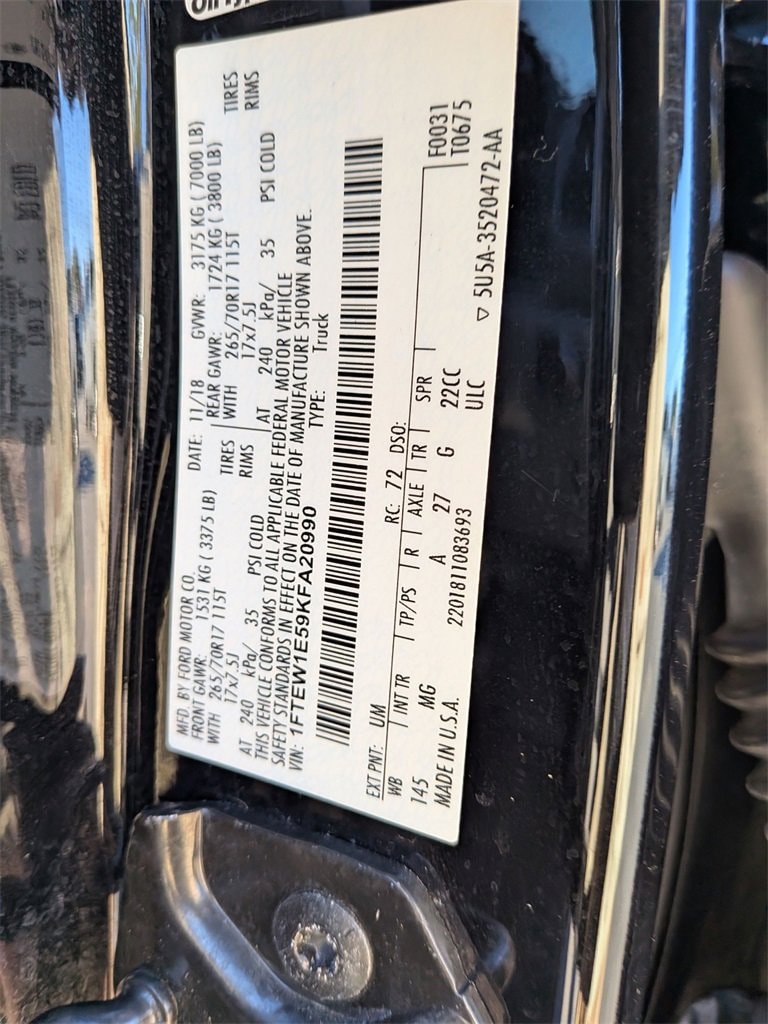 MFD. BY FORD MOTOR CO.
DATE: 11/18 GVWR: 3175 KG ( 7000 LB)
FRONT GAWR: 1531 KG ( 3375 LB)
REAR GAWR: 1724 KG ( 3800 LB)
WITH 265/70R17 115T TIRES
WITH 265/70R17 115T TIRES
17x7.5J RIMS
17x7.5J RIMS
AT 240 kPa/ 35 PSI COLD
AT 240 kPa/ 35 PSI COLD
THIS VEHICLE CONFORMS TO ALL APPLICABLE FEDERAL MOTOR VEHICLE
SAFETY STANDARDS IN EFFECT ON THE DATE OF MANUFACTURE SHOWN ABOVE.
VIN: 1FTEW1E59KFA20990 TYPE: Truck
EXT PNT: UM RC: 72 DSO:
F0031
WB INT TR TP/PS R AXLE TR SPR T0675
145 MG A 27 G 22CC
MADE IN U.S.A. 2201811083693 ULC
▽ 5U5A-3520472-AA